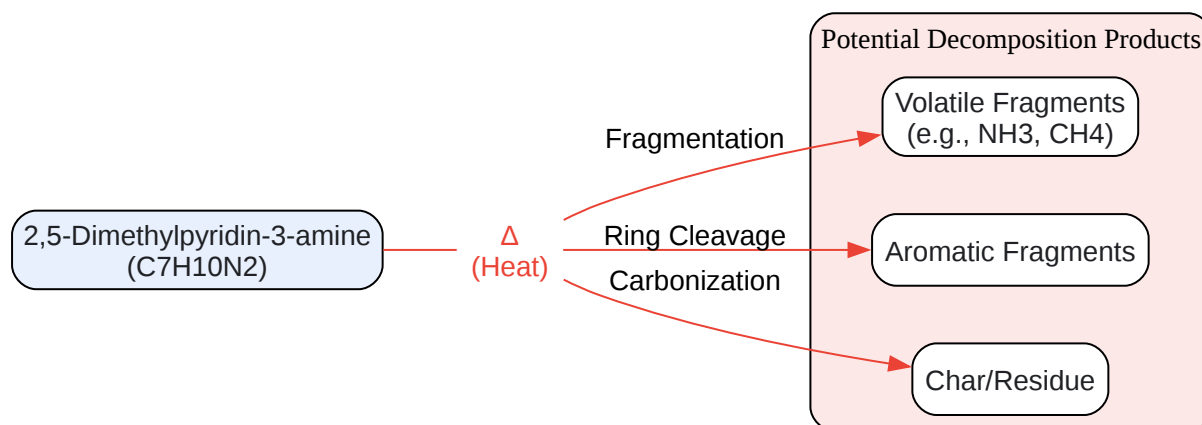 Potential Decomposition Products
Volatile Fragments
(e.g., NH3, CH4)
Fragmentation
2,5-Dimethylpyridin-3-amine
(C7H10N2)
Δ
(Heat)
Ring Cleavage
Aromatic Fragments
Carbonization
Char/Residue